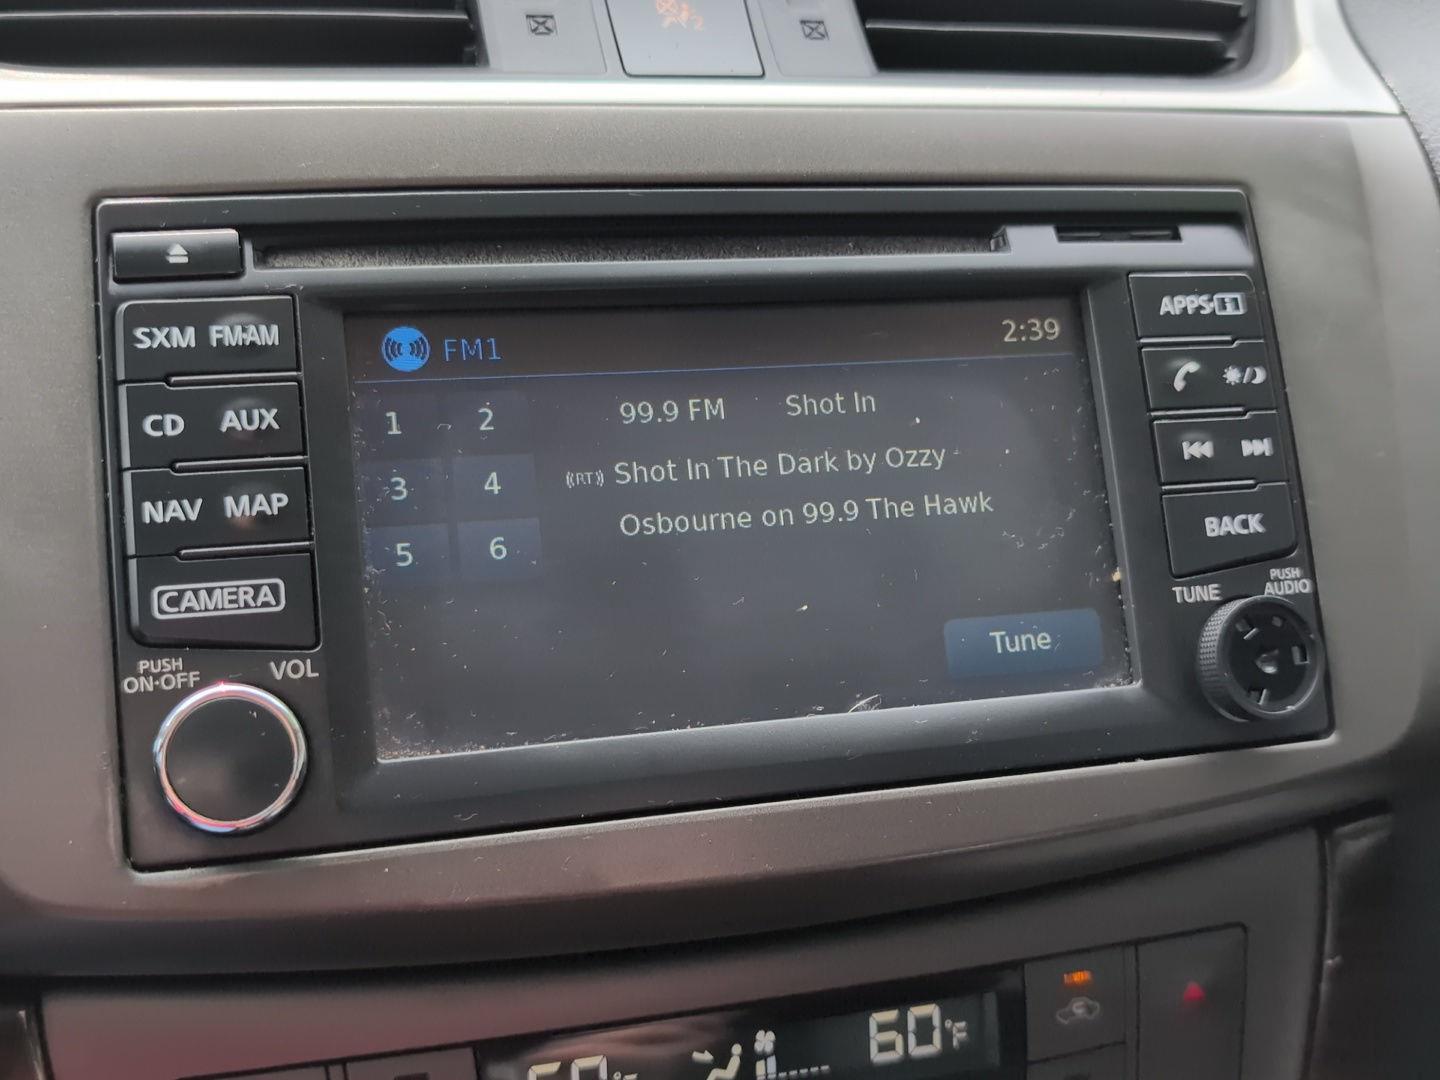 SXM FM·AM
CD AUX
NAV MAP
CAMERA
PUSH
ON·OFF
VOL
FM1
2:39
1 2
3 4
5 6
99.9 FM Shot In
((RT)) Shot In The Dark by Ozzy
Osbourne on 99.9 The Hawk
Tune
APPS·i
BACK
TUNE
PUSH
AUDIO
60°F
60°F